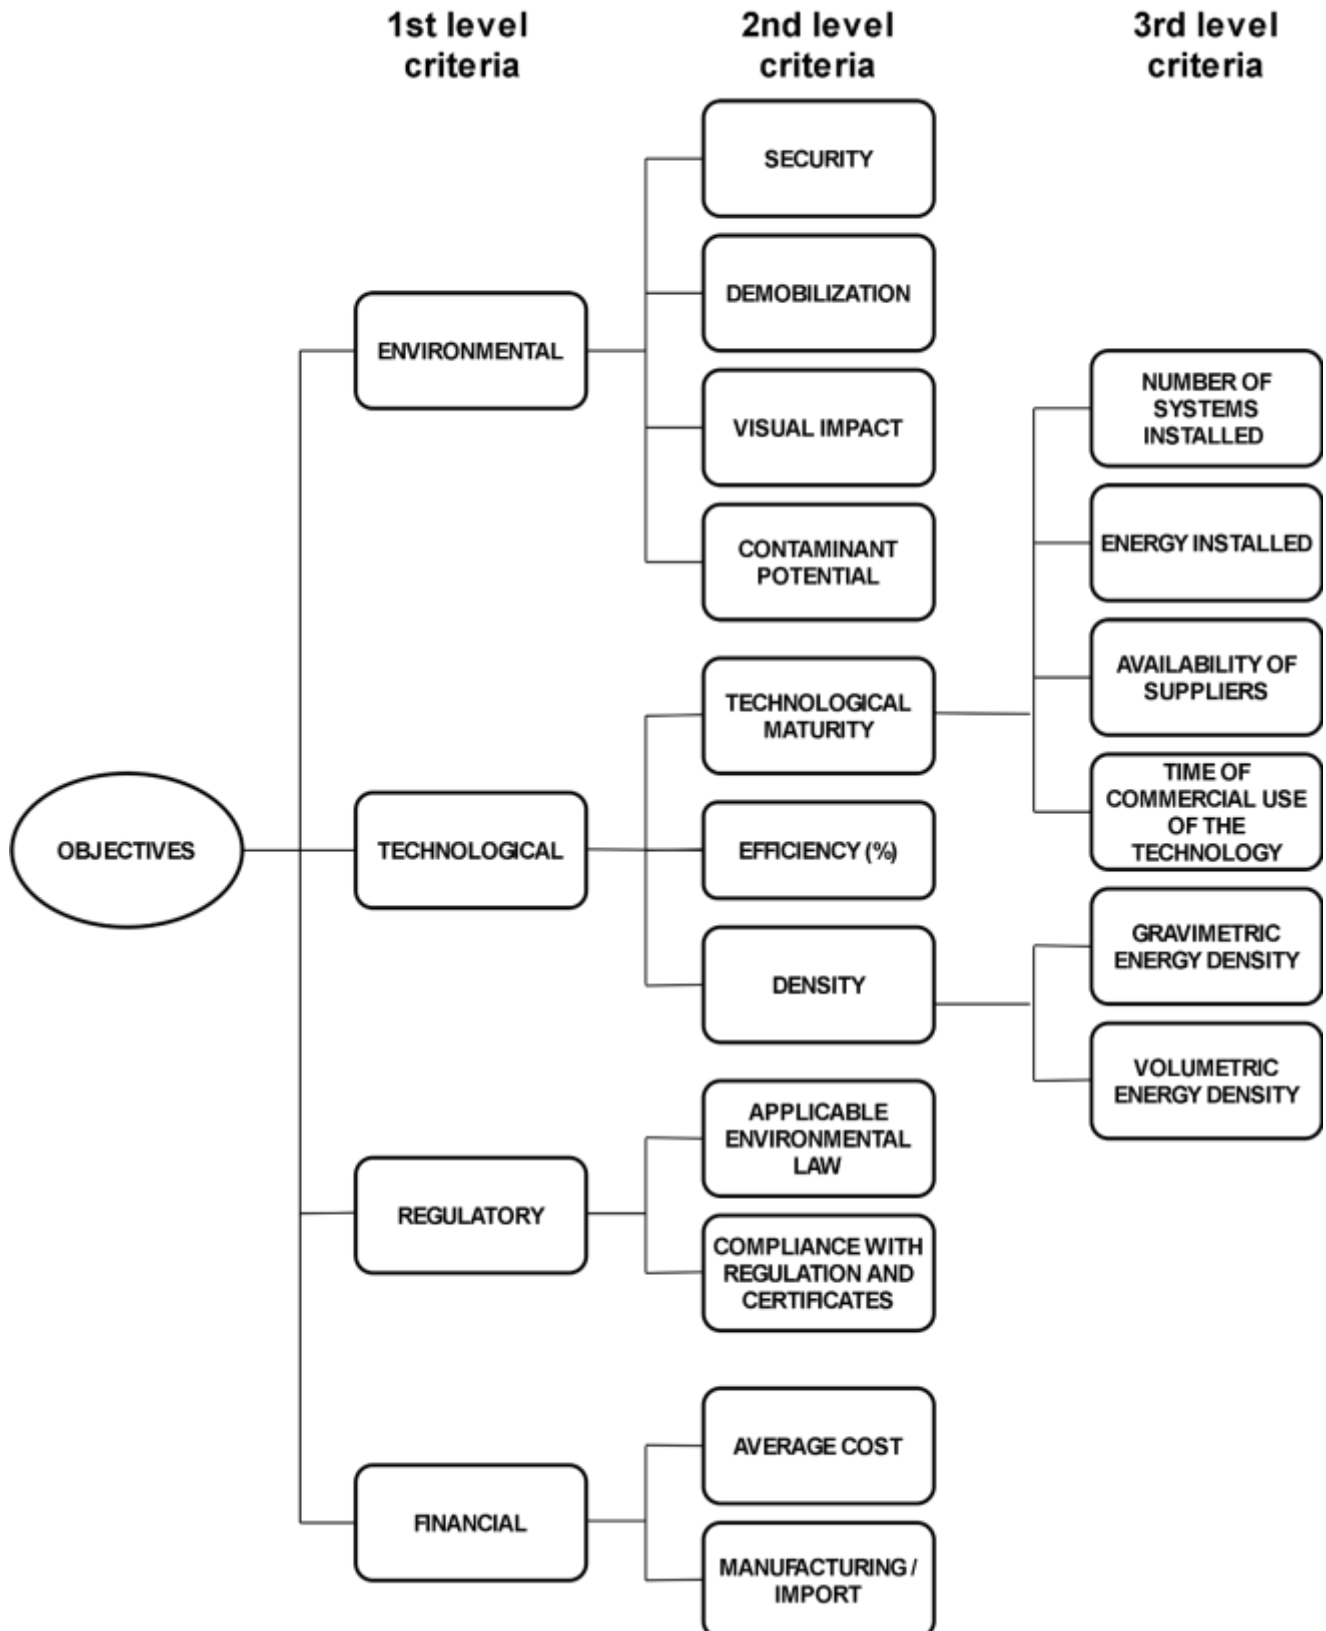 1st level
criteria
2nd level
criteria
3rd level
criteria
SECURITY
DEMOBILIZATION
ENVIRONMENTAL
VISUAL IMPACT
CONTAMINANT
POTENTIAL
NUMBER OF
SYSTEMS
INSTALLED
ENERGY INSTALLED
AVAILABILITY OF
SUPPLIERS
TIME OF
COMMERCIAL USE
OF THE
TECHNOLOGY
TECHNOLOGICAL
MATURITY
OBJECTIVES
TECHNOLOGICAL
EFFICIENCY (%)
DENSITY
GRAVIMETRIC
ENERGY DENSITY
VOLUMETRIC
ENERGY DENSITY
APPLICABLE
ENVIRONMENTAL
LAW
REGULATORY
COMPLIANCE WITH
REGULATION AND
CERTIFICATES
AVERAGE COST
FINANCIAL
MANUFACTURING /
IMPORT